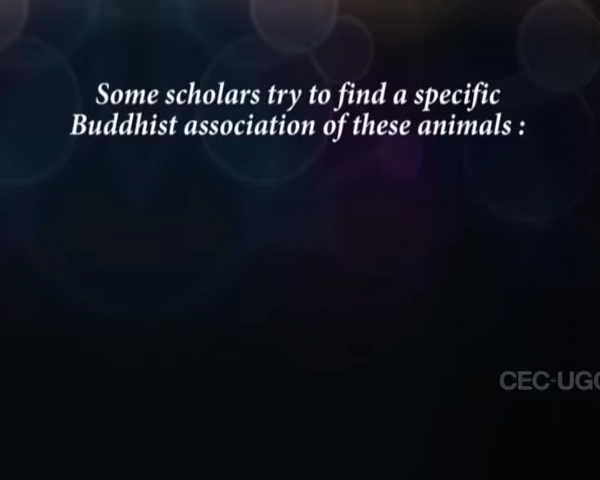 Some scholars try to find a specific
Buddhist association of these animals :
CEC-UGC